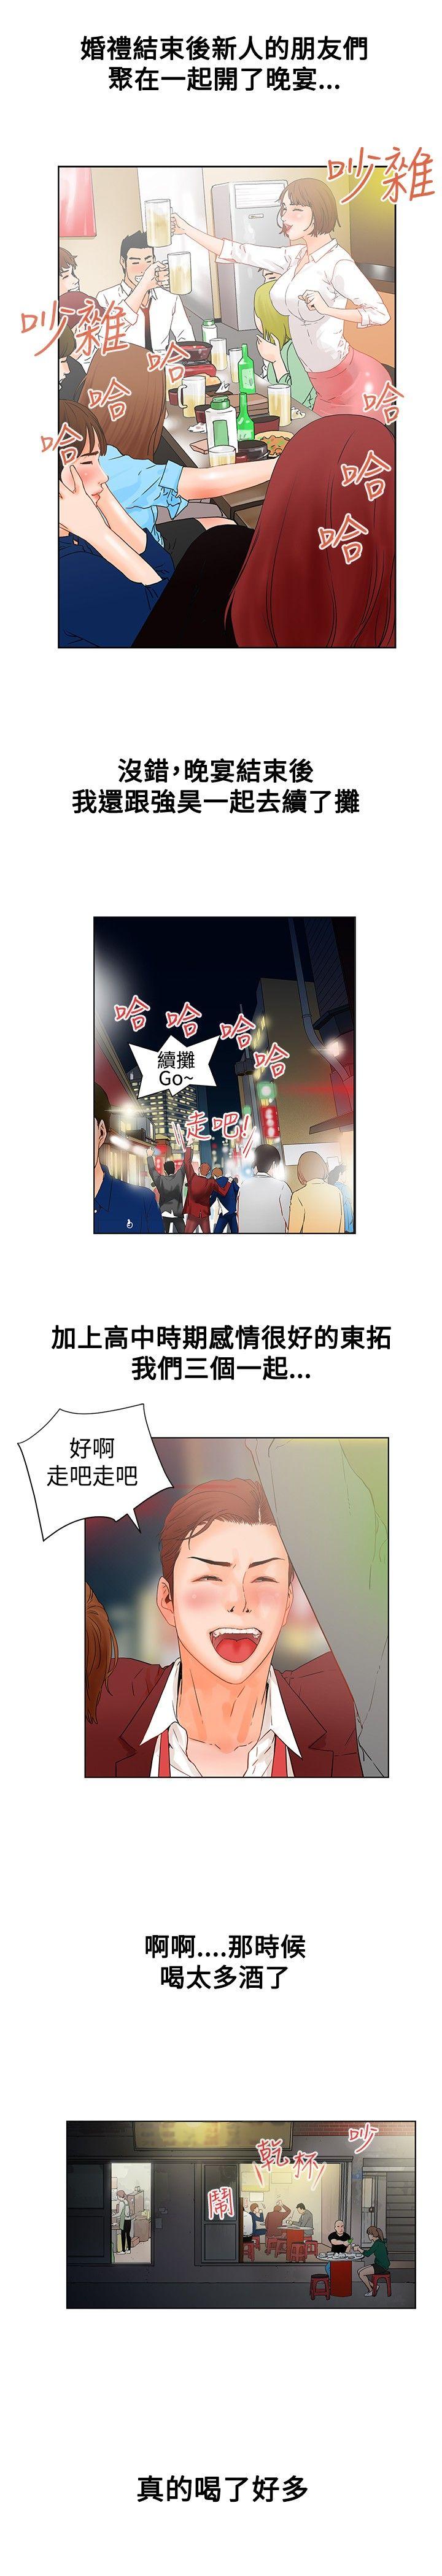 婚禮結束後新人的朋友們
聚在一起開了晚宴...
吵雜
吵雜
哈
哈
哈
哈
哈
哈
沒錯,晚宴結束後
我還跟強昊一起去續了攤
哈
哈
哈
哈
續攤
Go~
走吧!
加上高中時期感情很好的東拓
我們三個一起...
好啊
走吧走吧
啊啊....那時候
喝太多酒了
吵
乾杯
鬧
真的喝了好多